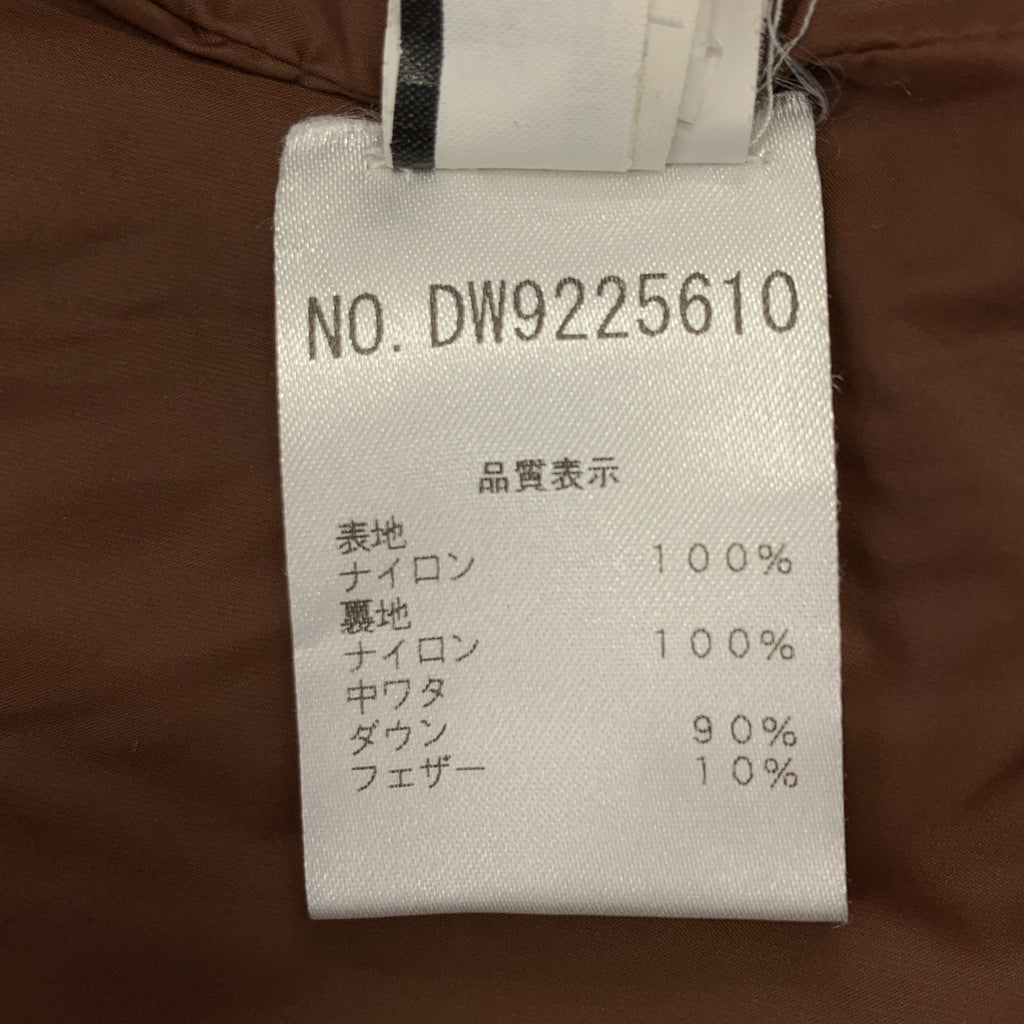 NO. DW9225610
品質表示
表地
ナイロン 100%
裏地
ナイロン 100%
中ワタ
ダウン 90%
フェザー 10%